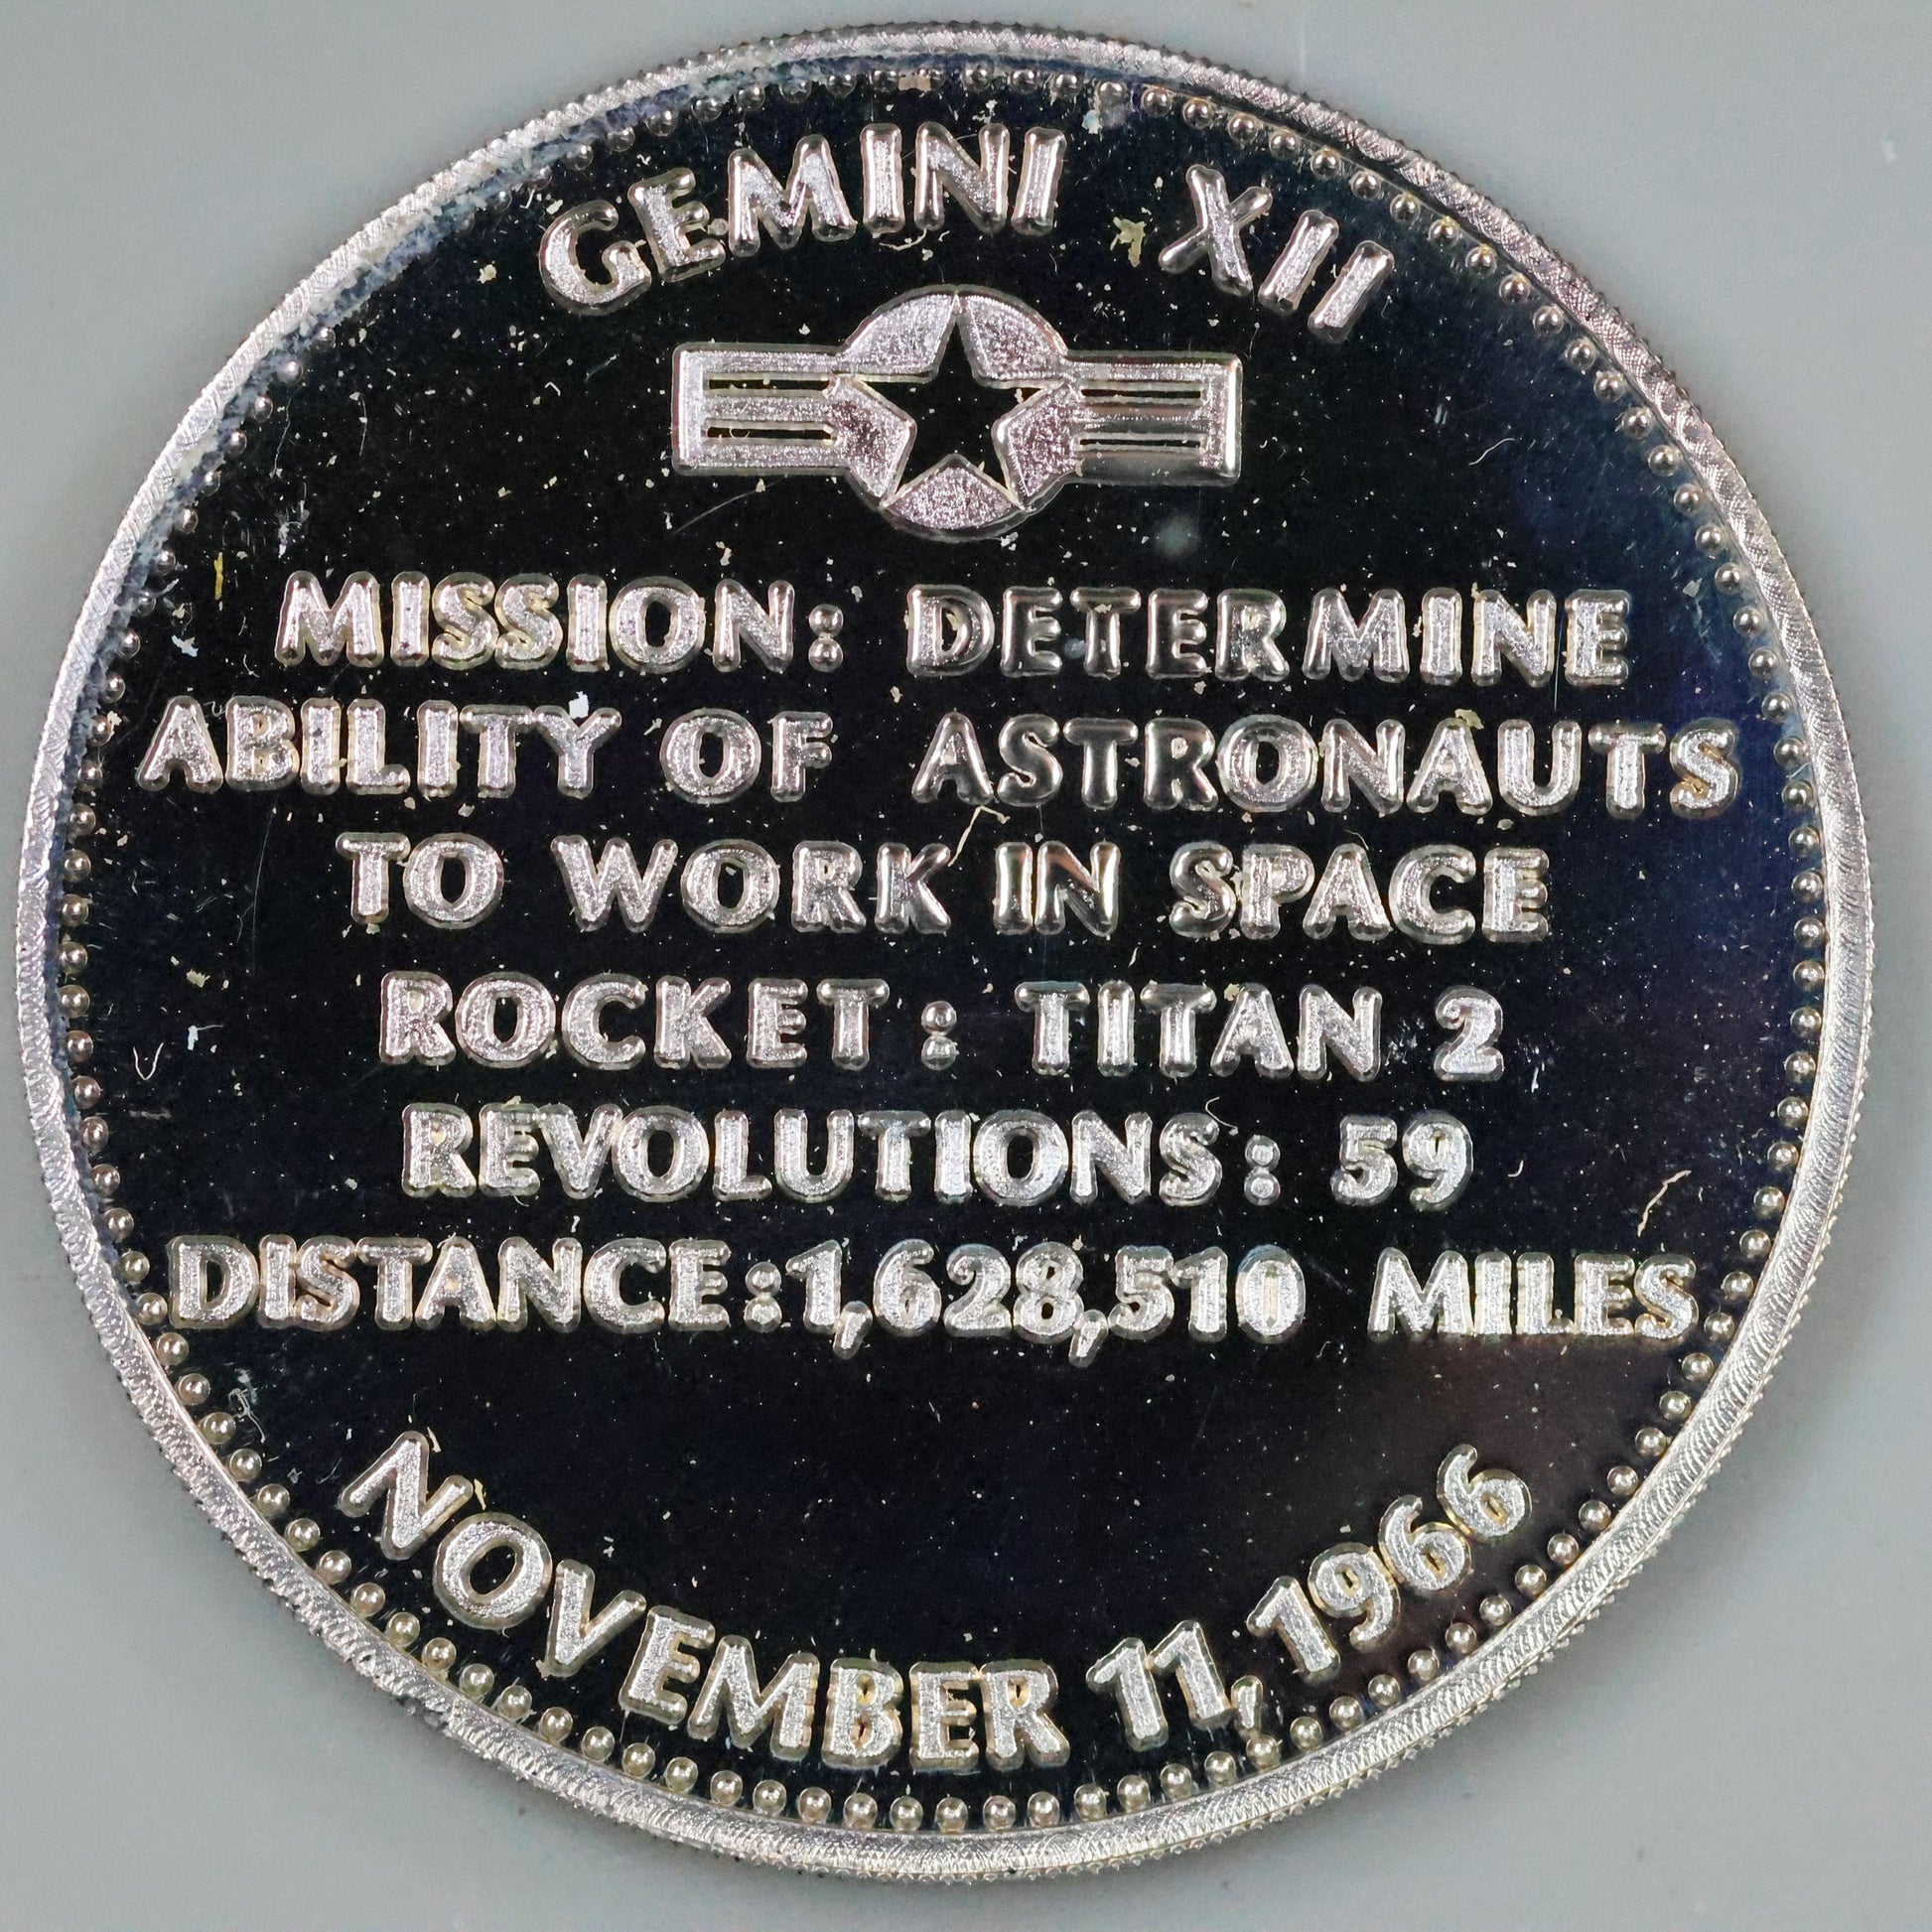 GEMINI XII
MISSION: DETERMINE
ABILITY OF ASTRONAUTS
TO WORK IN SPACE
ROCKET: TITAN 2
REVOLUTIONS: 59
DISTANCE:1,628,510 MILES
NOVEMBER 11, 1966